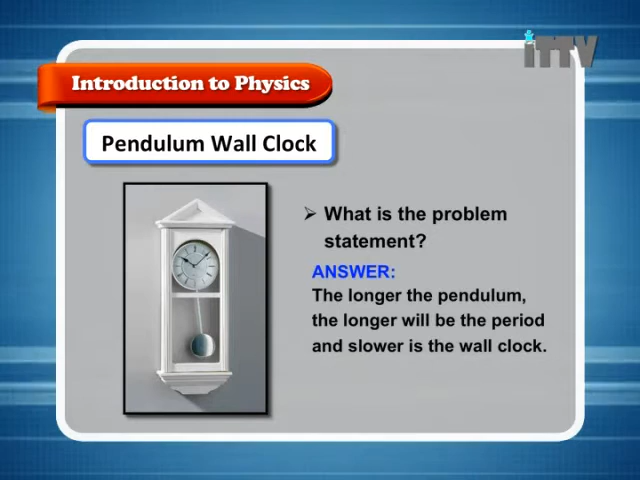 iTTV
Introduction to Physics
Pendulum Wall Clock
What is the problem
statement?
ANSWER:
The longer the pendulum,
the longer will be the period
and slower is the wall clock.